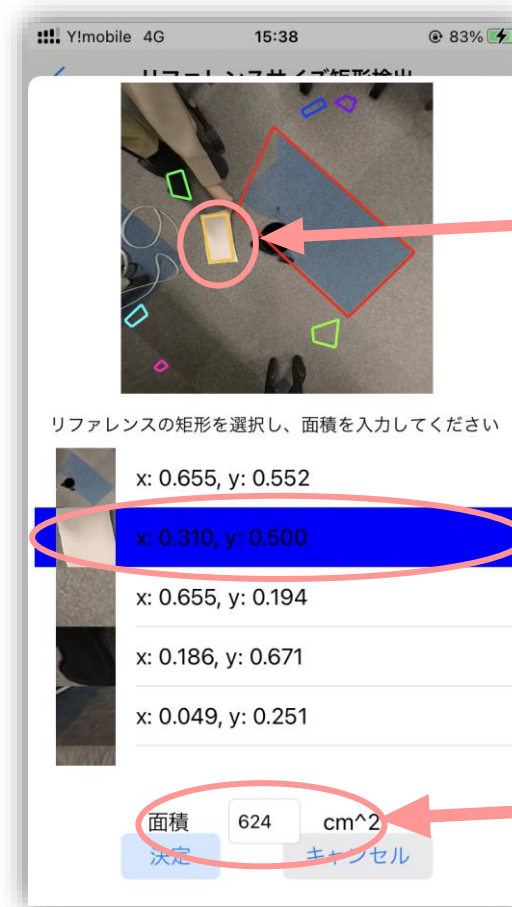 Y!mobile 4G 15:38 83%
リファレンスサイズ矩形検出
リファレンスの矩形を選択し、面積を入力してください
x: 0.655, y: 0.552
x: 0.310, y: 0.500
x: 0.655, y: 0.194
x: 0.186, y: 0.671
x: 0.049, y: 0.251
面積 624 cm^2
決定 キャンセル